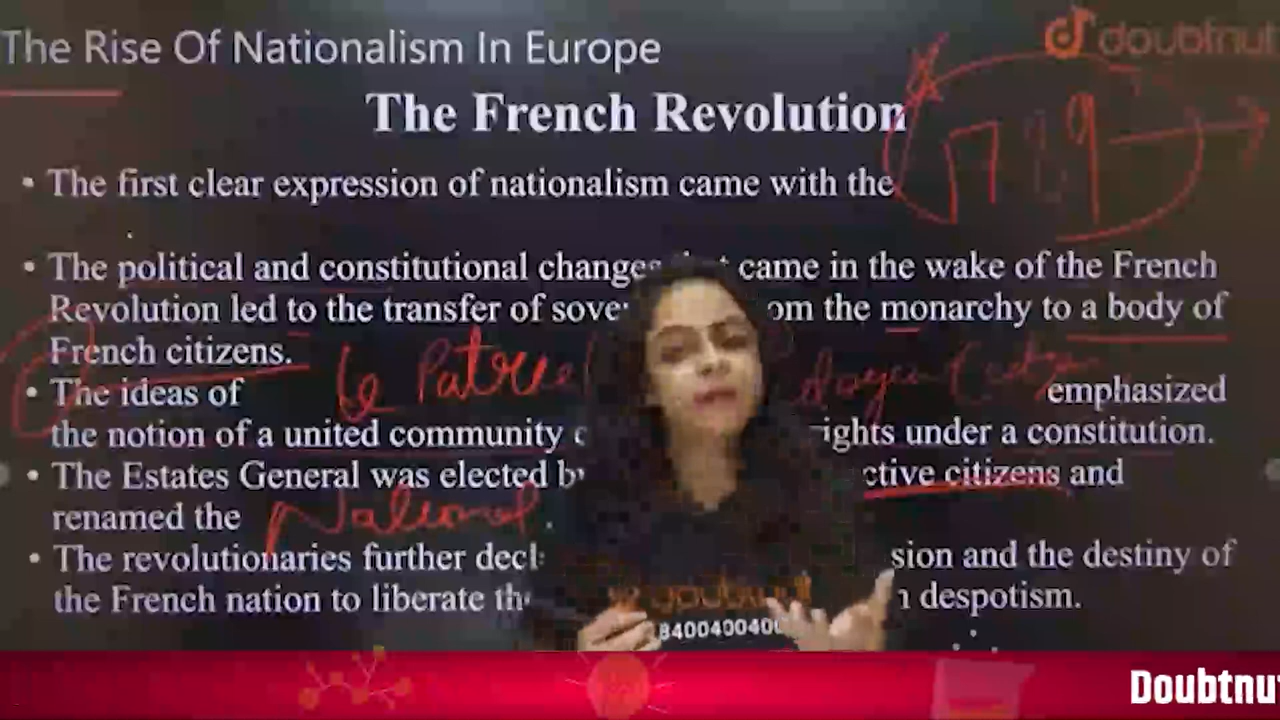 The Rise Of Nationalism In Europe
doubtnut
The French Revolution
1789
• The first clear expression of nationalism came with the
• The political and constitutional changes came in the wake of the French
Revolution led to the transfer of sove om the monarchy to a body of
French citizens.
• The ideas of le Patrie emphasized
the notion of a united community ights under a constitution.
• The Estates General was elected by ctive citizens and
renamed the National.
• The revolutionaries further decl sion and the destiny of
the French nation to liberate th despotism.
doubtnut
8400400400
Doubtnut